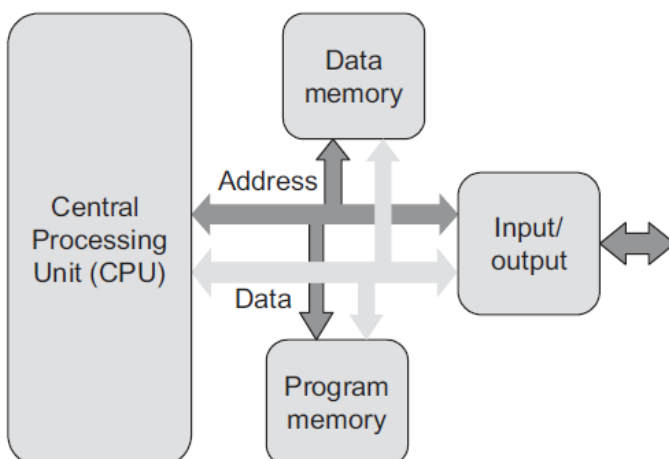 Data
memory
Address
Central
Processing
Unit (CPU)
Input/
output
Data
Program
memory